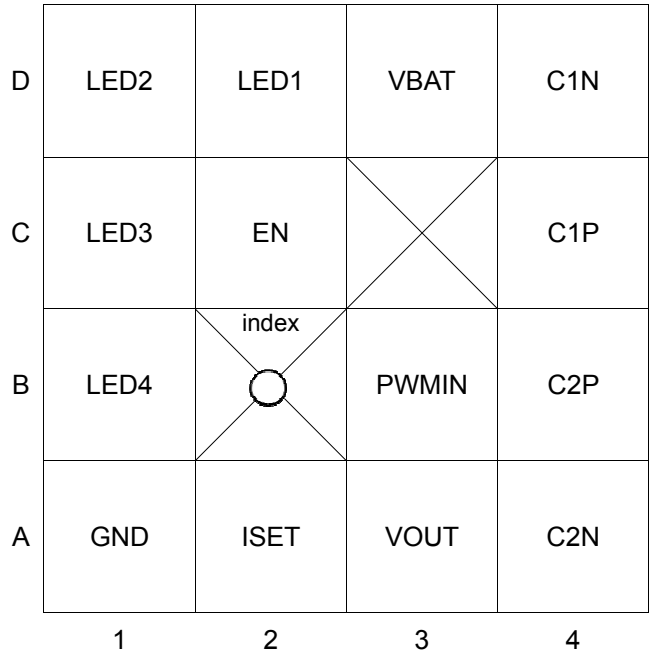 D LED2 LED1 VBAT C1N
C LED3 EN C1P
index
B LED4 PWMIN C2P
A GND ISET VOUT C2N
1 2 3 4